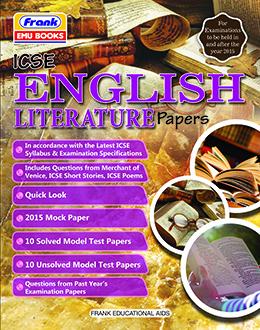 Frank
EMU BOOKS
For
Examinations
to be held in
and after the
year 2015
ICSE
ENGLISH
LITERATURE Papers
In accordance with the Latest ICSE
Syllabus & Examination Specifications
Includes Questions from Merchant of
Venice, ICSE Short Stories, ICSE Poems
Quick Look
2015 Mock Paper
10 Solved Model Test Papers
10 Unsolved Model Test Papers
Questions from Past Year's
Examination Papers
FRANK EDUCATIONAL AIDS